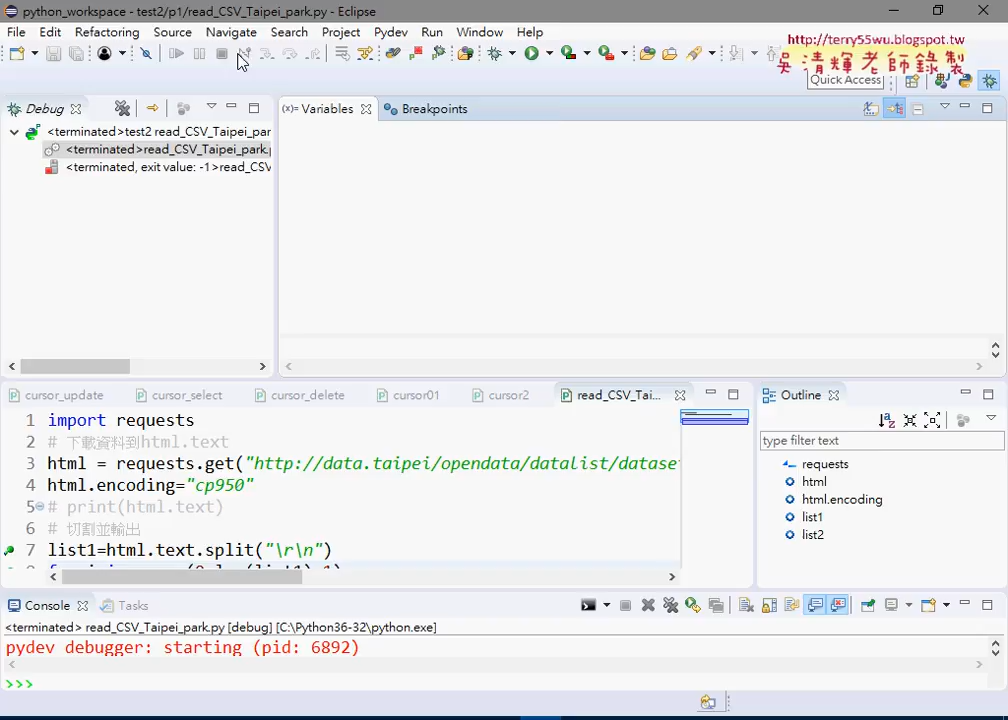 python_workspace - test2/p1/read_CSV_Taipei_park.py - Eclipse
File Edit Navigate Refactoring Source Search Project Pydev Run Window Help
http://terry55wu.blogspot.tw
吳清輝老師錄製
Quick Access
Debug
(x)= Variables Breakpoints
<terminated>test2 read_CSV_Taipei_par
<terminated>read_CSV_Taipei_park.p
<terminated, exit value: -1>read_CSV
cursor_update cursor_select cursor_delete cursor01 cursor2 read_CSV_Tai...
Outline
type filter text
1 import requests
2 # 下載資料到html.text
3 html = requests.get("http://data.taipei/opendata/datalist/dataset
4 html.encoding="cp950"
5 # print(html.text)
6 # 切割並輸出
7 list1=html.text.split("\r\n")
requests
html
html.encoding
list1
list2
Console Tasks
<terminated> read_CSV_Taipei_park.py [debug] [C:\Python36-32\python.exe]
pydev debugger: starting (pid: 6892)
>>>